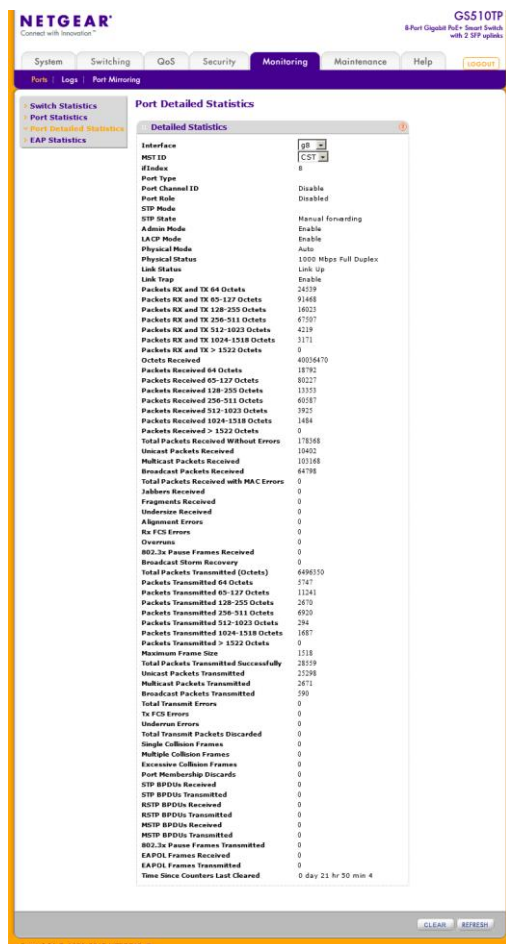 NETGEAR®
Connect with Innovation™
GS510TP
8-Port Gigabit PoE+ Smart Switch
with 2 SFP uplinks
System Switching QoS Security Monitoring Maintenance Help LOGOUT
Ports | Logs | Port Mirroring
Switch Statistics
Port Statistics
Port Detailed Statistics
EAP Statistics
Port Detailed Statistics
Detailed Statistics
Interface g8
MST ID CST
ifIndex 8
Port Type
Port Channel ID Disable
Port Role Disabled
STP Mode
STP State Manual forwarding
Admin Mode Enable
LACP Mode Enable
Physical Mode Auto
Physical Status 1000 Mbps Full Duplex
Link Status Link Up
Link Trap Enable
Packets RX and TX 64 Octets 24539
Packets RX and TX 65-127 Octets 91468
Packets RX and TX 128-255 Octets 16023
Packets RX and TX 256-511 Octets 67507
Packets RX and TX 512-1023 Octets 4219
Packets RX and TX 1024-1518 Octets 3171
Packets RX and TX > 1522 Octets 0
Octets Received 40036470
Packets Received 64 Octets 18792
Packets Received 65-127 Octets 80227
Packets Received 128-255 Octets 13353
Packets Received 256-511 Octets 60587
Packets Received 512-1023 Octets 3925
Packets Received 1024-1518 Octets 1484
Packets Received > 1522 Octets 0
Total Packets Received Without Errors 178368
Unicast Packets Received 10402
Multicast Packets Received 103168
Broadcast Packets Received 64798
Total Packets Received with MAC Errors 0
Jabbers Received 0
Fragments Received 0
Undersize Received 0
Alignment Errors 0
Rx FCS Errors 0
Overruns 0
802.3x Pause Frames Received 0
Broadcast Storm Recovery 0
Total Packets Transmitted (Octets) 6496350
Packets Transmitted 64 Octets 5747
Packets Transmitted 65-127 Octets 11241
Packets Transmitted 128-255 Octets 2670
Packets Transmitted 256-511 Octets 6920
Packets Transmitted 512-1023 Octets 294
Packets Transmitted 1024-1518 Octets 1687
Packets Transmitted > 1522 Octets 0
Maximum Frame Size 1518
Total Packets Transmitted Successfully 28559
Unicast Packets Transmitted 25298
Multicast Packets Transmitted 2671
Broadcast Packets Transmitted 590
Total Transmit Errors 0
Tx FCS Errors 0
Underrun Errors 0
Total Transmit Packets Discarded 0
Single Collision Frames 0
Multiple Collision Frames 0
Excessive Collision Frames 0
Port Membership Discards 0
STP BPDUs Received 0
STP BPDUs Transmitted 0
RSTP BPDUs Received 0
RSTP BPDUs Transmitted 0
MSTP BPDUs Received 0
MSTP BPDUs Transmitted 0
802.3x Pause Frames Transmitted 0
EAPOL Frames Received 0
EAPOL Frames Transmitted 0
Time Since Counters Last Cleared 0 day 21 hr 50 min 4
CLEAR REFRESH